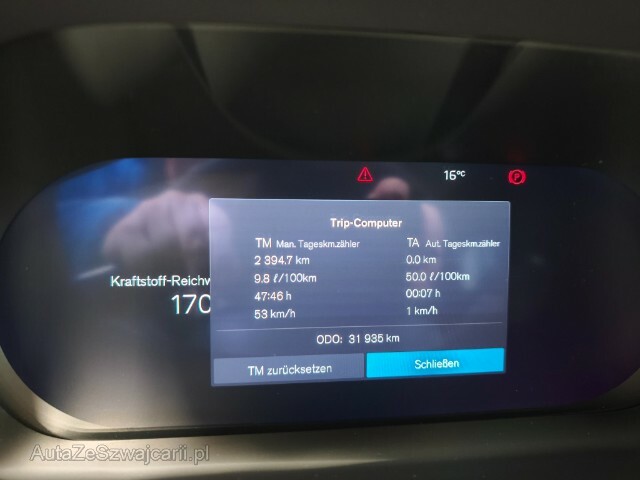 16°C
P
Trip-Computer
TM Man. Tageskm.zähler
TA Aut. Tageskm.zähler
2 394.7 km
0.0 km
9.8 ℓ/100km
50.0 ℓ/100km
47:46 h
00:07 h
53 km/h
1 km/h
ODO: 31 935 km
TM zurücksetzen
Schließen
Kraftstoff-Reichw
170
AutaZeSzwajcarii.pl